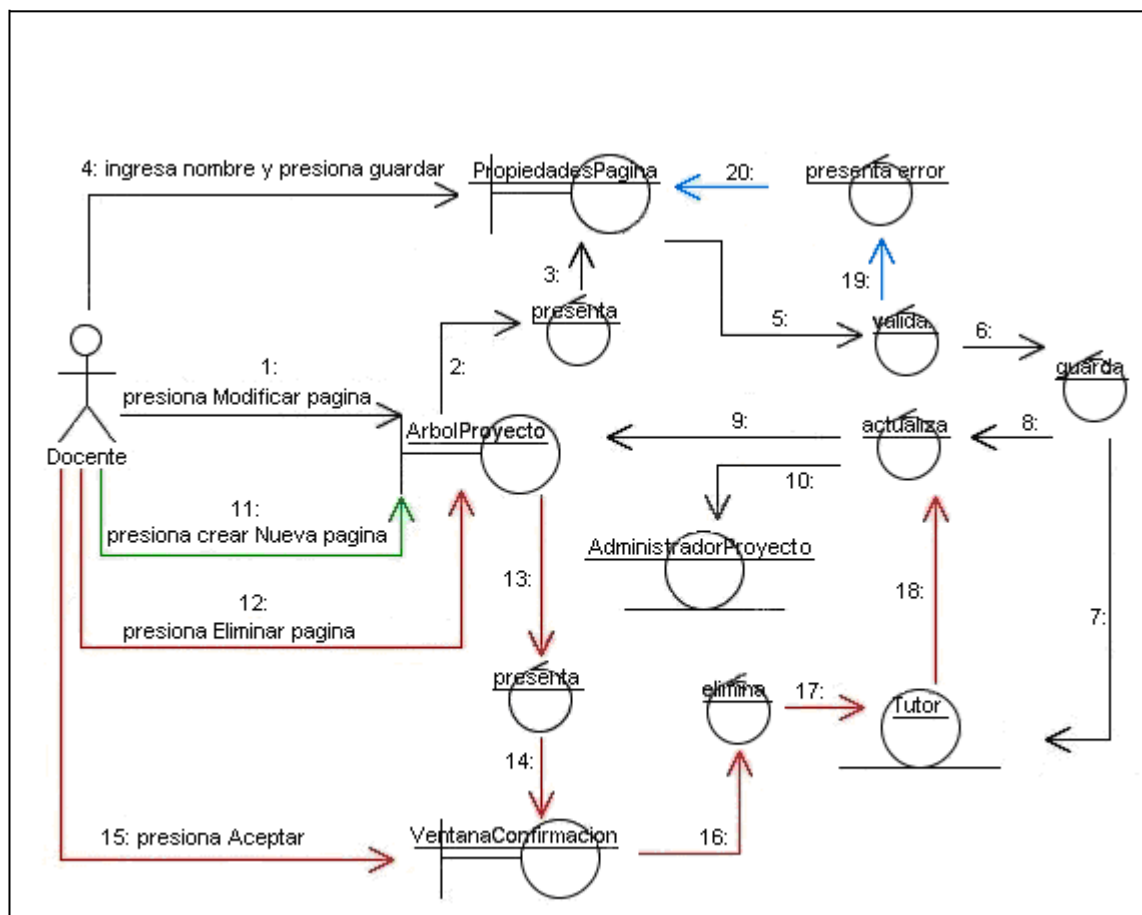 4: ingresa nombre y presiona guardar
PropiedadesPagina
20:
presenta error
3:
19:
presenta
5:
valida
6:
guarda
1:
2:
presiona Modificar pagina
ArbolProyecto
9:
actualiza
8:
Docente
10:
11:
presiona crear Nueva pagina
AdministradorProyecto
13:
18:
12:
presiona Eliminar pagina
7:
presenta
elimina
17:
Tutor
14:
15: presiona Aceptar
VentanaConfirmacion
16: